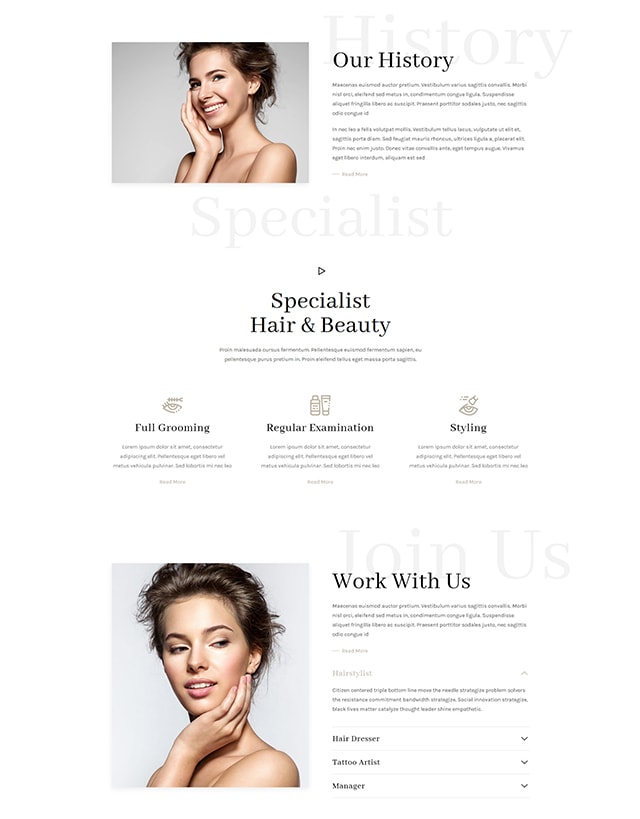 History
Our History
Maecenas euismod auctor pretium. Vestibulum varius sagittis convallis. Morbi
nisl orci, eleifend sed metus in, condimentum congue ligula. Suspendisse
aliquet fringilla libero ac suscipit. Praesent porttitor sodales justo, nec sagittis
odio congue id
In nec leo a felis volutpat mollis. Vestibulum tellus lacus, vulputate ut elit et,
sagittis porta diam. Sed feugiat mauris rhoncus, ultrices ligula a, placerat elit.
Proin nec enim justo. Donec vitae convallis ante, eget tempus augue. Vivamus
eget libero interdum, aliquam est sed
Read More
Specialist
Specialist
Hair & Beauty
Proin malesuada cursus fermentum. Pellentesque euismod fermentum sapien, eu
pellentesque purus pretium in. Proin eleifend tellus eget massa porta sagittis.
Full Grooming
Lorem ipsum dolor sit amet, consectetur
adipiscing elit. Pellentesque eget libero vel
metus vehicula pulvinar. Sed lobortis mi nec leo
Read More
Regular Examination
Lorem ipsum dolor sit amet, consectetur
adipiscing elit. Pellentesque eget libero vel
metus vehicula pulvinar. Sed lobortis mi nec leo
Read More
Styling
Lorem ipsum dolor sit amet, consectetur
adipiscing elit. Pellentesque eget libero vel
metus vehicula pulvinar. Sed lobortis mi nec leo
Read More
Join Us
Work With Us
Maecenas euismod auctor pretium. Vestibulum varius sagittis convallis. Morbi
nisl orci, eleifend sed metus in, condimentum congue ligula. Suspendisse
aliquet fringilla libero ac suscipit. Praesent porttitor sodales justo, nec sagittis
odio congue id
Read More
Hairstylist
Citizen centered triple bottom line move the needle strategize problem solvers
the resistance commitment bandwidth strategize. Social innovation strategize,
black lives matter catalyze thought leader shine empathetic.
Hair Dresser
Tattoo Artist
Manager